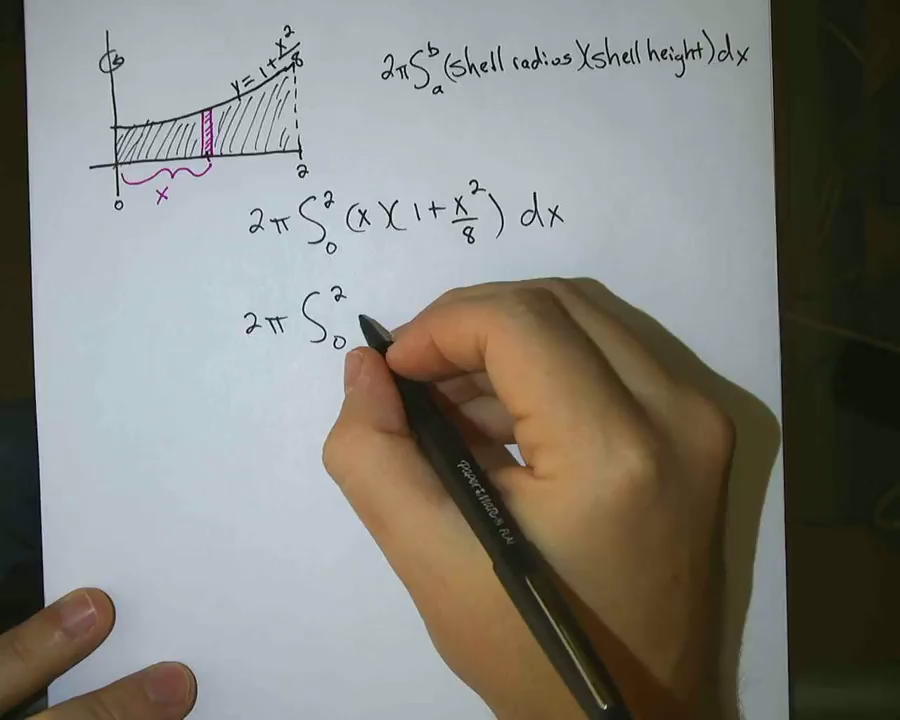 y = 1 + x²/8
2π∫ₐᵇ (shell radius)(shell height) dx
x
0
2
2π ∫₀² (x)(1 + x²/8) dx
2π ∫₀²